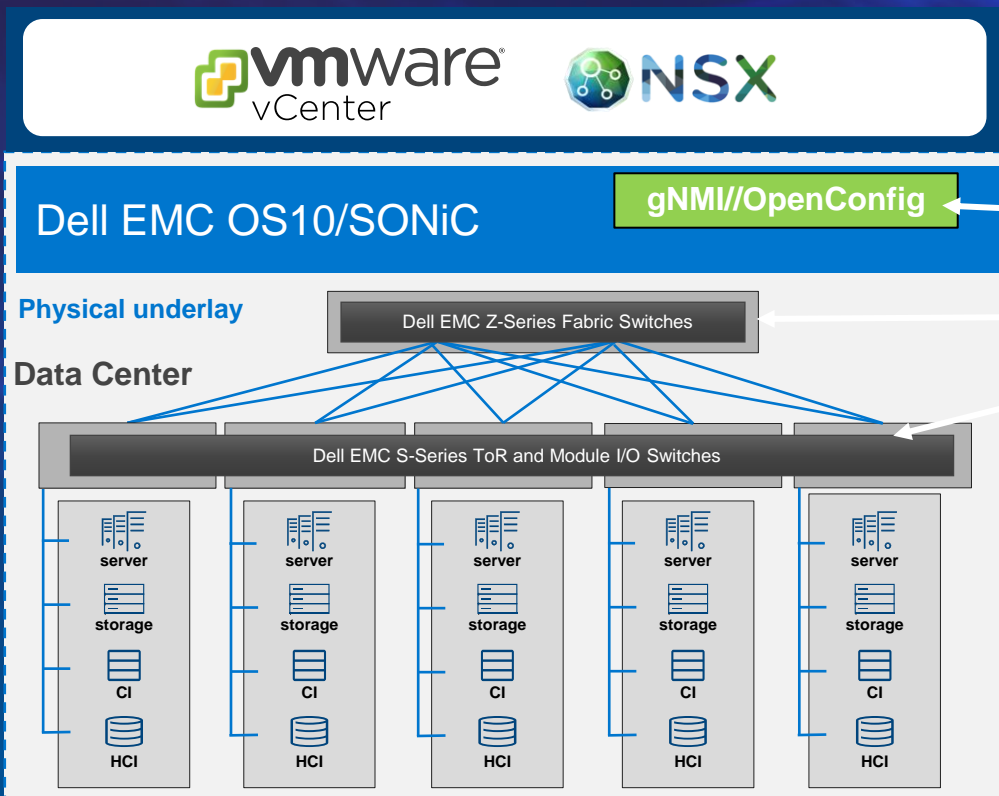 vmware®
vCenter
NSX
Dell EMC OS10/SONiC
gNMI//OpenConfig
Physical underlay
Dell EMC Z-Series Fabric Switches
Data Center
Dell EMC S-Series ToR and Module I/O Switches
server server server server server
storage storage storage storage storage
CI CI CI CI CI
HCI HCI HCI HCI HCI